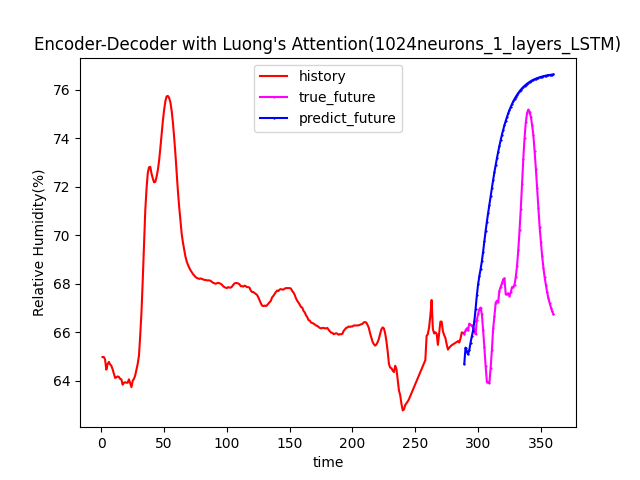 Encoder-Decoder with Luong's Attention(1024neurons_1_layers_LSTM)
history
true_future
predict_future
Relative Humidity(%)
76
74
72
70
68
66
64
0 50 100 150 200 250 300 350
time